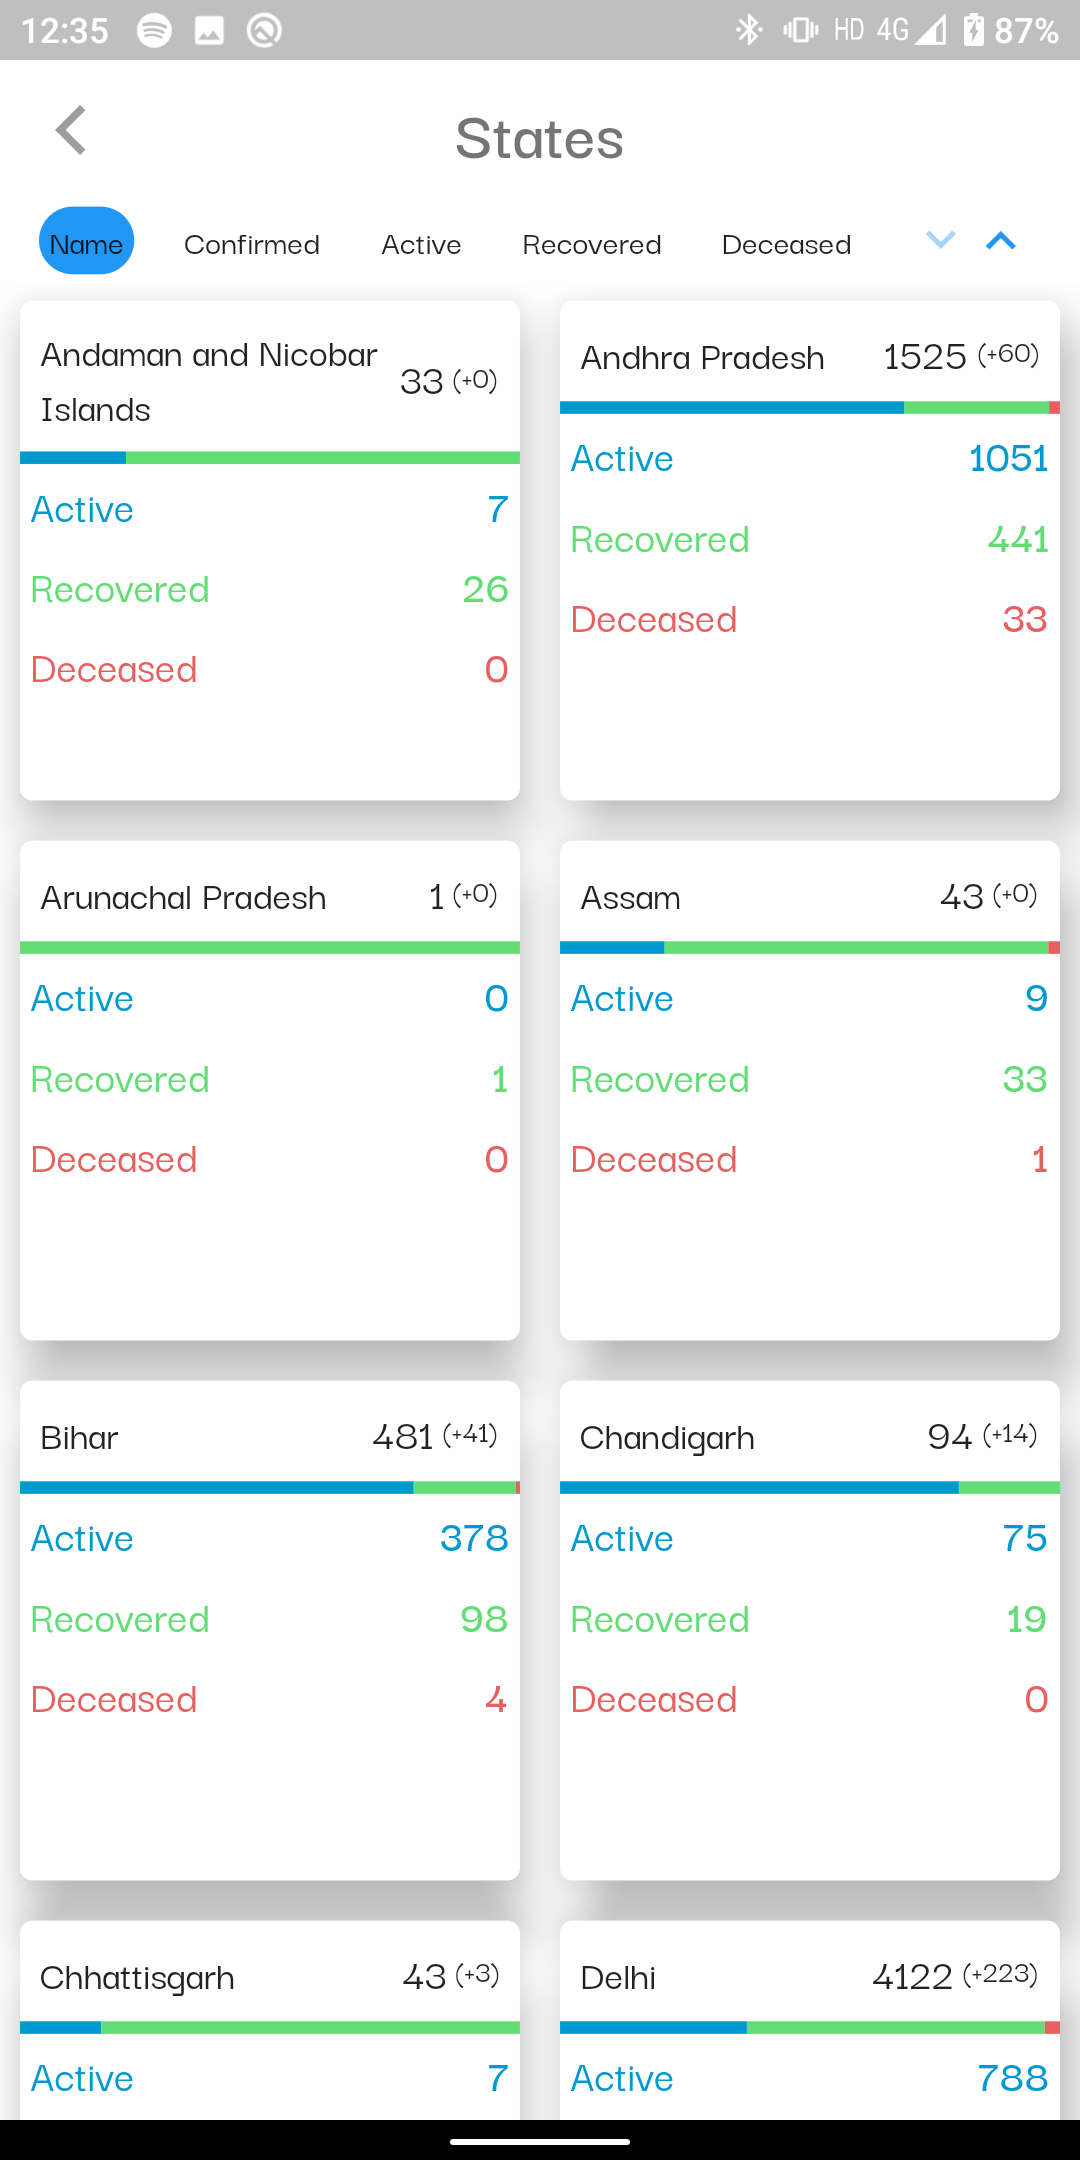 12:35 HD 4G 87%
States
Name Confirmed Active Recovered Deceased
Andaman and Nicobar
Islands
33 (+0)
Active 7
Recovered 26
Deceased 0
Andhra Pradesh 1525 (+60)
Active 1051
Recovered 441
Deceased 33
Arunachal Pradesh 1 (+0)
Active 0
Recovered 1
Deceased 0
Assam 43 (+0)
Active 9
Recovered 33
Deceased 1
Bihar 481 (+41)
Active 378
Recovered 98
Deceased 4
Chandigarh 94 (+14)
Active 75
Recovered 19
Deceased 0
Chhattisgarh 43 (+3)
Active 7
Delhi 4122 (+223)
Active 788